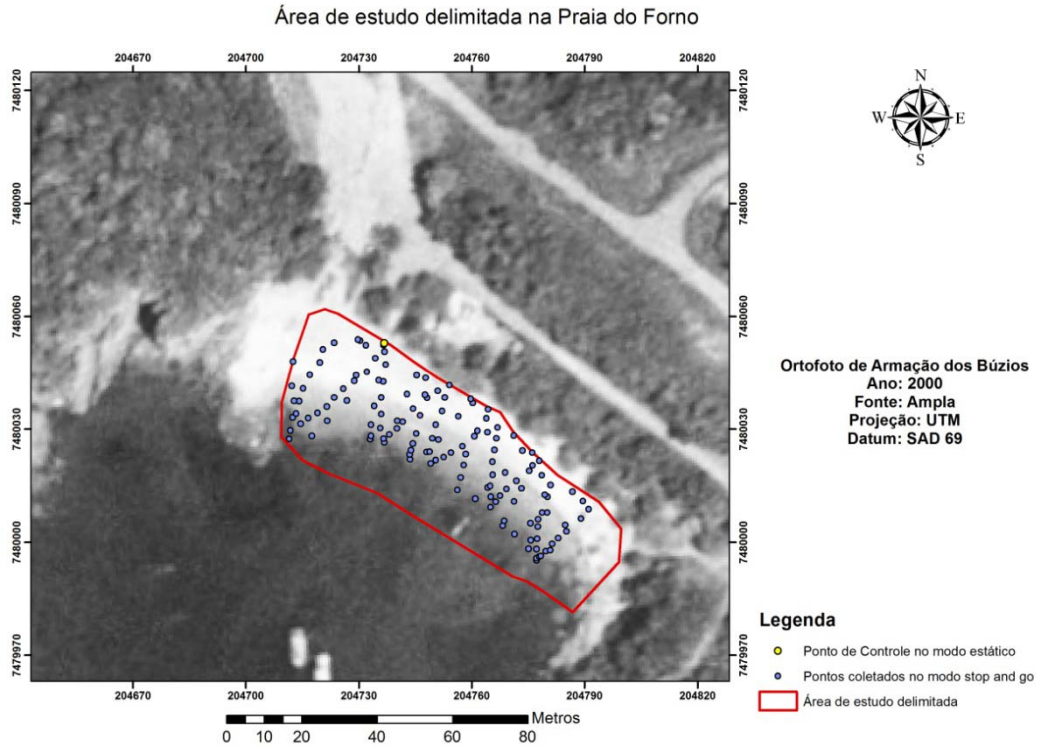 Área de estudo delimitada na Praia do Forno
204670 204700 204730 204760 204790 204820
7480120
7480090
7480060
7480030
7480000
7479970
7480120
7480090
7480060
7480030
7480000
7479970
204670 204700 204730 204760 204790 204820
N
W E
S
Ortofoto de Armação dos Búzios
Ano: 2000
Fonte: Ampla
Projeção: UTM
Datum: SAD 69
Legenda
Ponto de Controle no modo estático
Pontos coletados no modo stop and go
Área de estudo delimitada
Metros
0 10 20 40 60 80